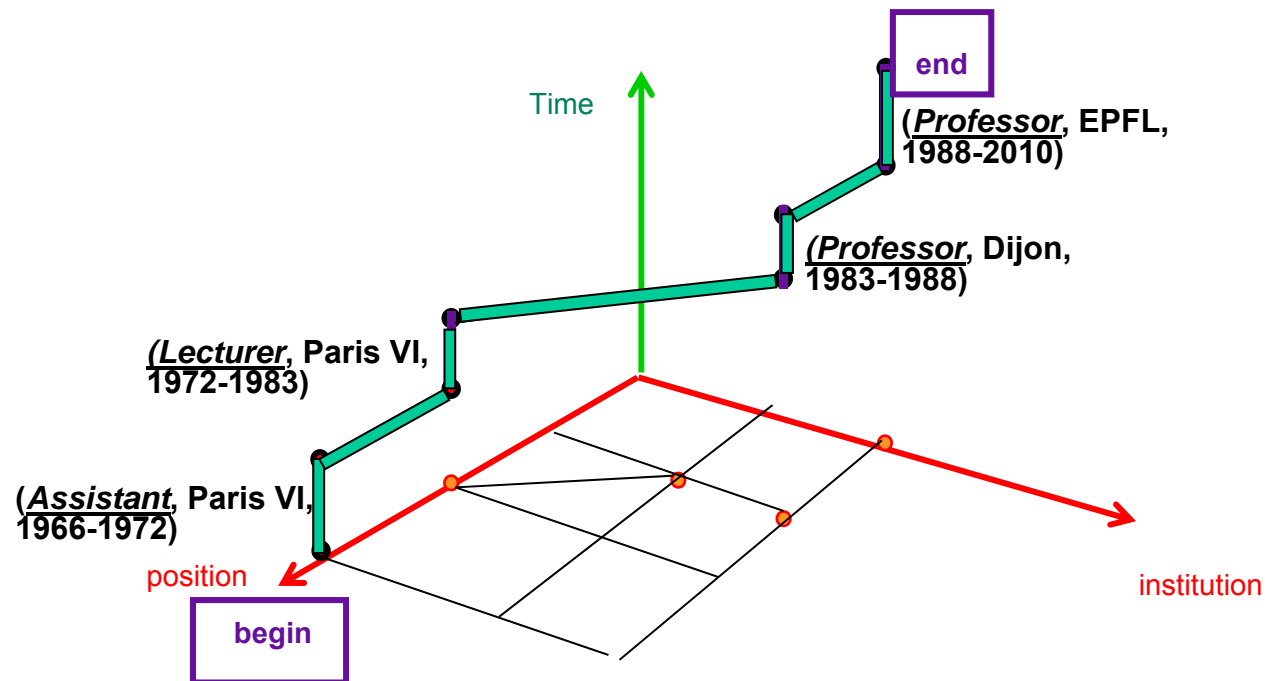 end
Time
(Professor, EPFL,
1988-2010)
(Professor, Dijon,
1983-1988)
(Lecturer, Paris VI,
1972-1983)
(Assistant, Paris VI,
1966-1972)
position
institution
begin